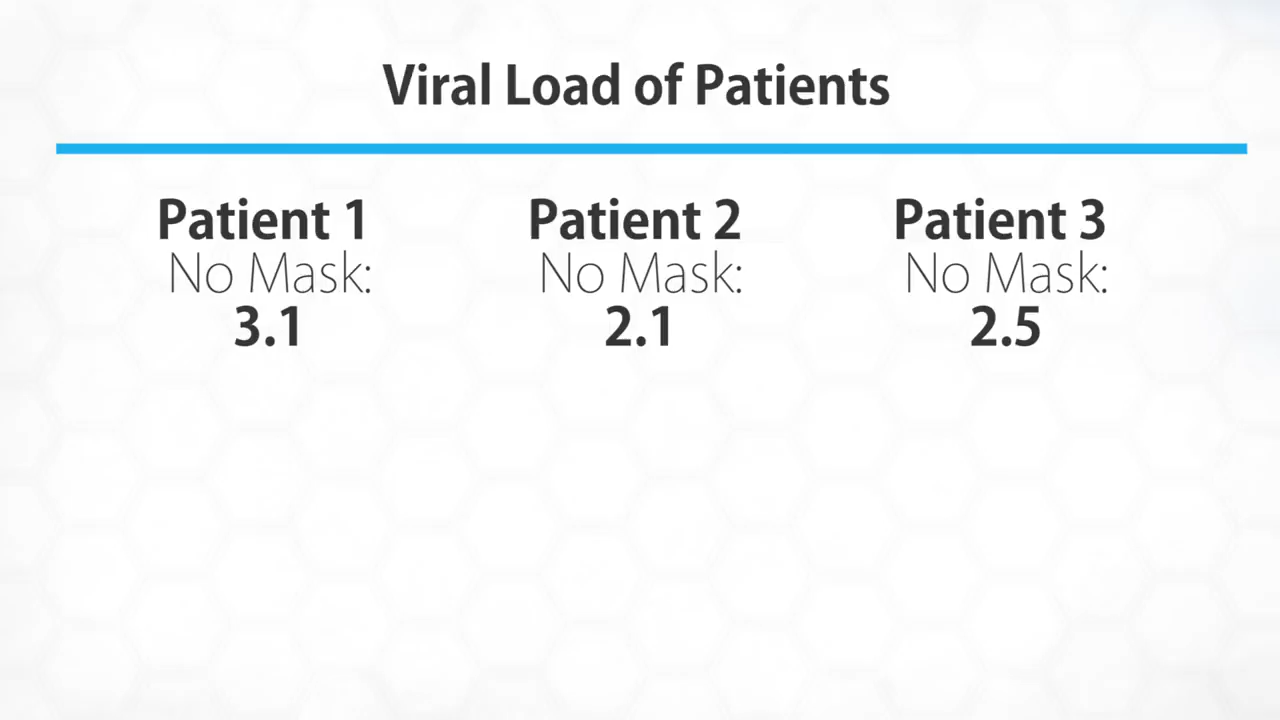 Viral Load of Patients
Patient 1
No Mask:
3.1
Patient 2
No Mask:
2.1
Patient 3
No Mask:
2.5